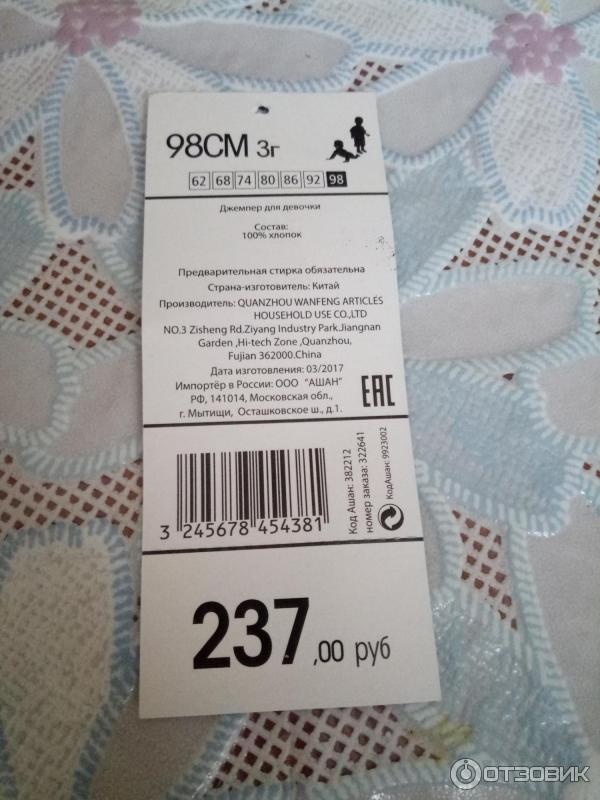 98СМ 3г
62 68 74 80 86 92 98
Джемпер для девочки
Состав:
100% хлопок
Предварительная стирка обязательна
Страна-изготовитель: Китай
Производитель: QUANZHOU WANFENG ARTICLES
HOUSEHOLD USE CO.,LTD
NO.3 Zisheng Rd.Ziyang Industry Park.Jiangnan
Garden ,Hi-tech Zone ,Quanzhou,
Fujian 362000.China
Дата изготовления: 03/2017
Импортёр в России: ООО "АШАН"
РФ, 141014, Московская обл.,
г. Мытищи, Осташковское ш., д.1.
EAC
3 245678 454381
Код Ашан: 382212
номер заказа: 322641
КодАшан: 9923002
237,00 руб
ОТЗОВИК